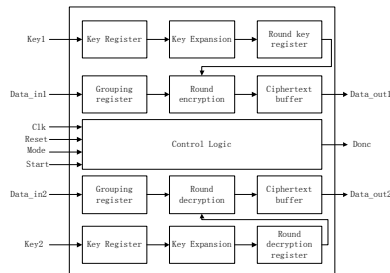 Key1
Key Register
Key Expansion
Round key
register
Data_in1
Grouping
register
Round
encryption
Ciphertext
buffer
Data_out1
Clk
Reset
Mode
Start
Control Logic
Donc
Data_in2
Grouping
register
Round
decryption
Ciphertext
buffer
Data_out2
Key2
Key Register
Key Expansion
Round
decryption
register